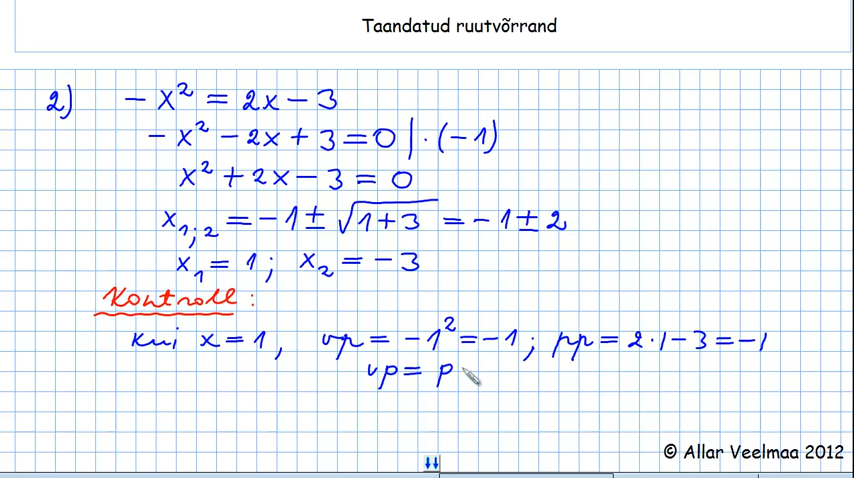 Taandatud ruutvõrrand
2) - x² = 2x - 3
- x² - 2x + 3 = 0 | · (-1)
x² + 2x - 3 = 0
x₁;₂ = -1 ± √(1+3) = -1 ± 2
x₁ = 1; x₂ = -3
Kontroll:
kui x = 1, vp = -1² = -1; pp = 2·1 - 3 = -1
vp = p
© Allar Veelmaa 2012